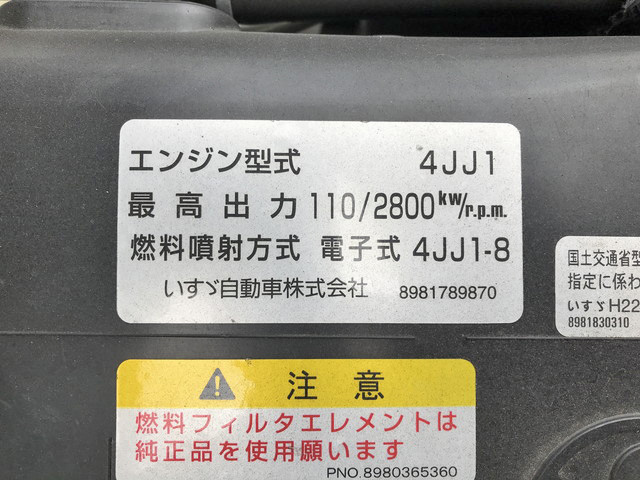 エンジン型式 4JJ1
最高出力 110/2800kW/r.p.m.
燃料噴射方式 電子式 4JJ1-8
いすゞ自動車株式会社 8981789870
国土交通省型
指定に係わ
いすゞH22
8981830310
注意
燃料フィルタエレメントは
純正品を使用願います
PNO.8980365360